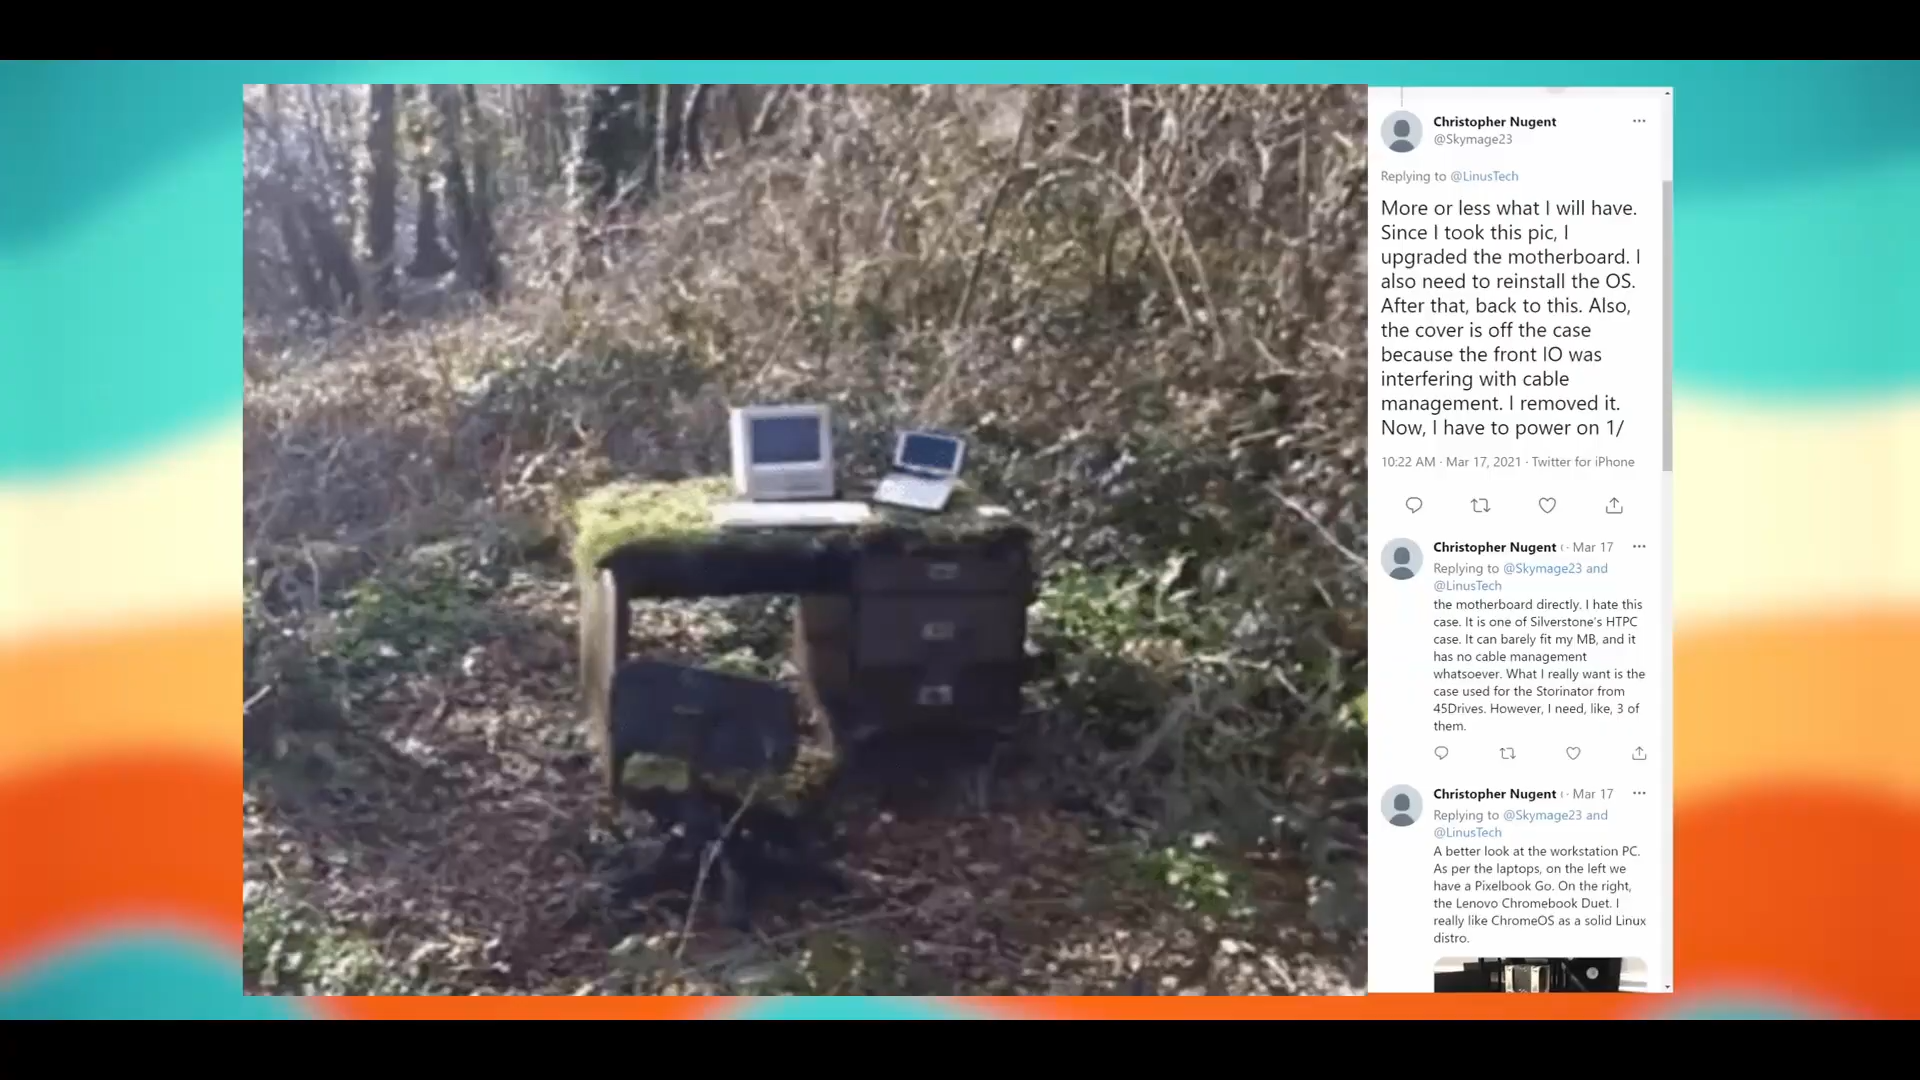 Christopher Nugent
@Skymage23
Replying to @LinusTech
More or less what I will have.
Since I took this pic, I
upgraded the motherboard. I
also need to reinstall the OS.
After that, back to this. Also,
the cover is off the case
because the front IO was
interfering with cable
management. I removed it.
Now, I have to power on 1/
10:22 AM · Mar 17, 2021 · Twitter for iPhone
Christopher Nugent · Mar 17
Replying to @Skymage23 and
@LinusTech
the motherboard directly. I hate this
case. It is one of Silverstone's HTPC
case. It can barely fit my MB, and it
has no cable management
whatsoever. What I really want is the
case used for the Storinator from
45Drives. However, I need, like, 3 of
them.
Christopher Nugent · Mar 17
Replying to @Skymage23 and
@LinusTech
A better look at the workstation PC.
As per the laptops, on the left we
have a Pixelbook Go. On the right,
the Lenovo Chromebook Duet. I
really like ChromeOS as a solid Linux
distro.